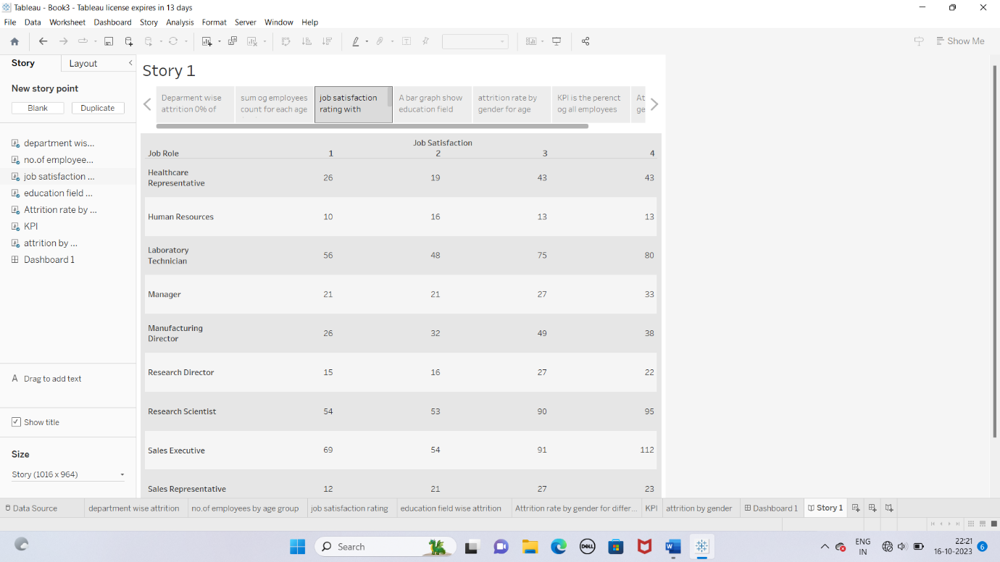 Tableau - Book3 - Tableau license expires in 13 days
File Data Worksheet Dashboard Story Analysis Format Server Window Help
Show Me
Story Layout
New story point
Blank Duplicate
department wis...
no.of employee...
job satisfaction ...
education field ...
Attrition rate by ...
KPI
attrition by ...
Dashboard 1
A Drag to add text
Show title
Size
Story (1016 x 964)
Story 1
Deparment wise
attrition 0% of
sum og employees
count for each age
job satisfaction
rating with
A bar graph show
education field
attrition rate by
gender for age
KPI is the perenct
og all employees
At
ge
Job Satisfaction
Job Role 1 2 3 4
Healthcare
Representative 26 19 43 43
Human Resources 10 16 13 13
Laboratory
Technician 56 48 75 80
Manager 21 21 27 33
Manufacturing
Director 26 32 49 38
Research Director 15 16 27 22
Research Scientist 54 53 90 95
Sales Executive 69 54 91 112
Sales Representative 12 21 27 23
Data Source department wise attrition no.of employees by age group job satisfaction rating education field wise attrition Attrition rate by gender for differ... KPI attrition by gender Dashboard 1 Story 1
Search
DELL
ENG
IN
22:21
16-10-2023
6